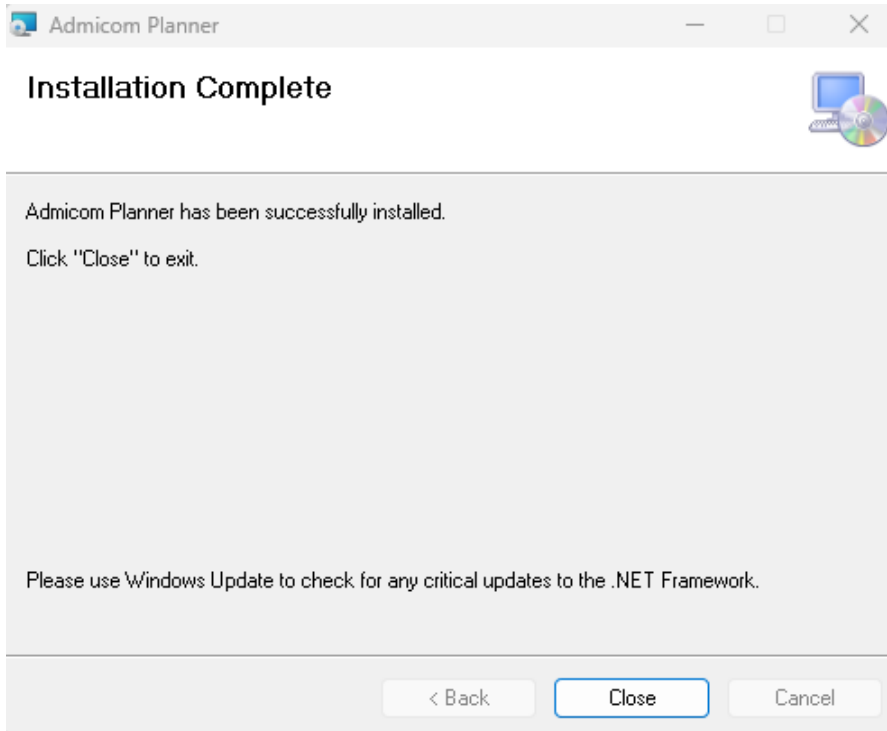 Admicom Planner
Installation Complete
Admicom Planner has been successfully installed.
Click "Close" to exit.
Please use Windows Update to check for any critical updates to the .NET Framework.
< Back
Close
Cancel